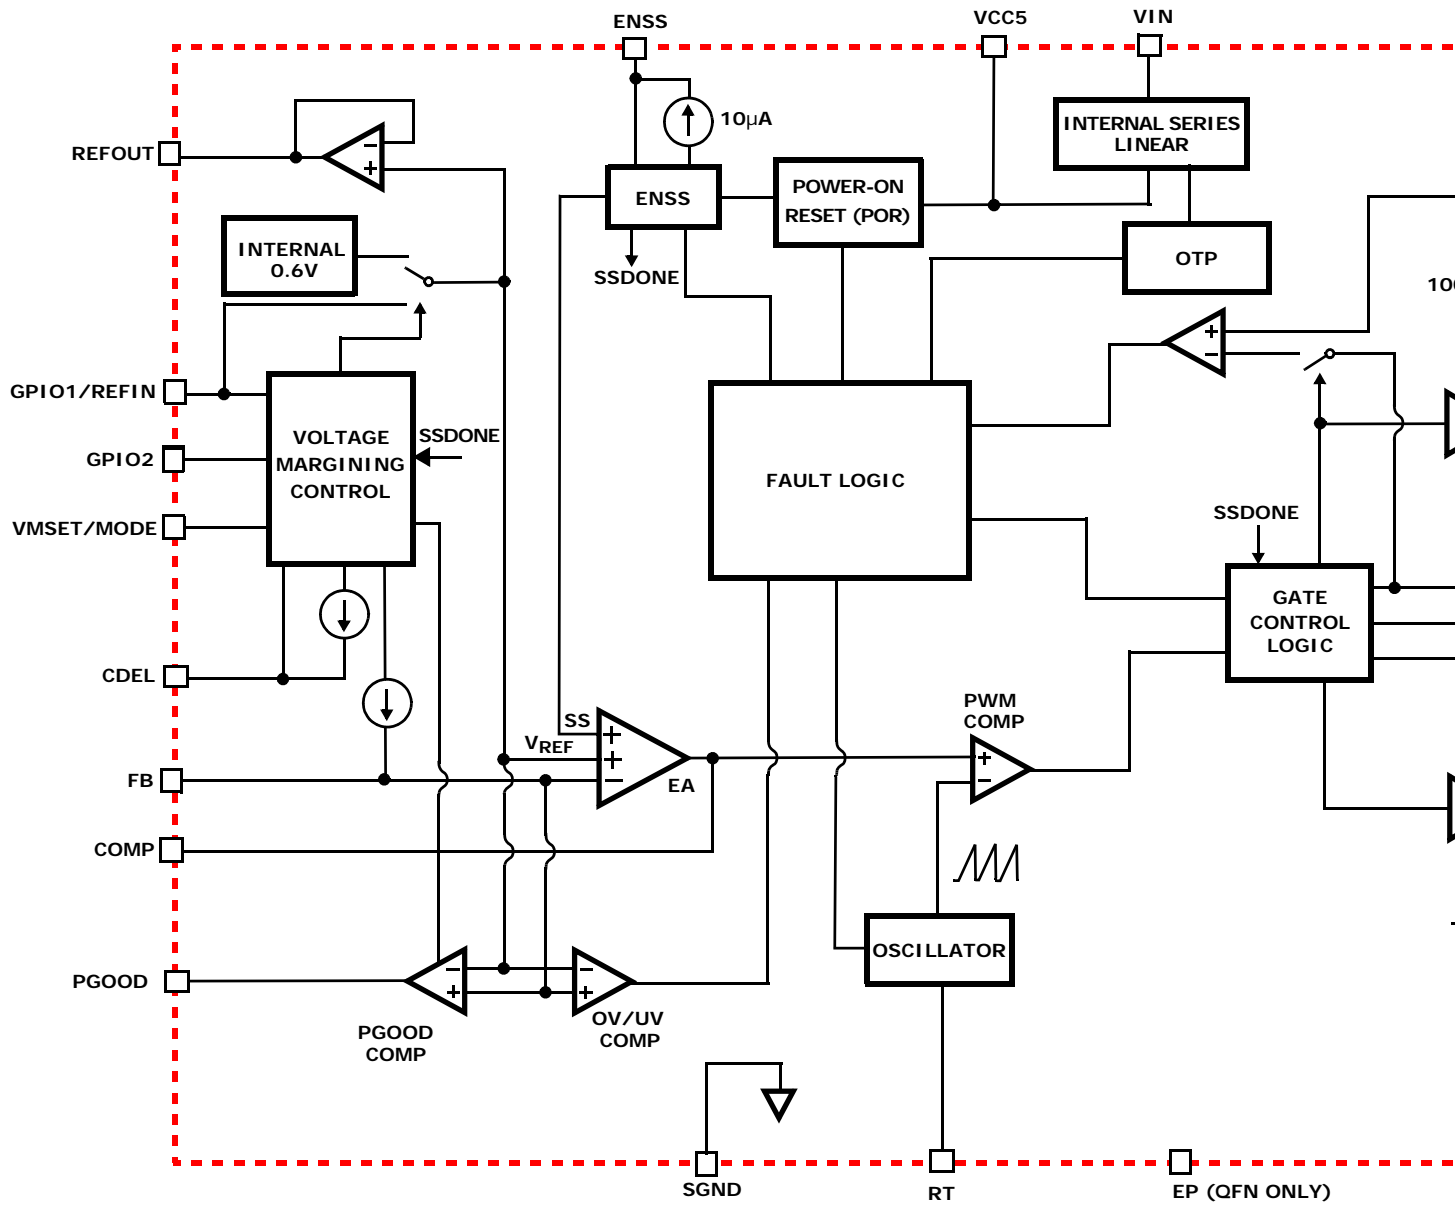 ENSS
VCC5
VIN
10µA
INTERNAL SERIES
LINEAR
REFOUT
−
+
ENSS
POWER-ON
RESET (POR)
INTERNAL
0.6V
SSDONE
OTP
100
+
−
GPIO1/REFIN
GPIO2
VMSET/MODE
VOLTAGE
MARGINING
CONTROL
SSDONE
FAULT LOGIC
SSDONE
GATE
CONTROL
LOGIC
CDEL
SS
VREF
+
+
−
EA
PWM
COMP
+
−
FB
COMP
OSCILLATOR
PGOOD
−
+
−
+
PGOOD
COMP
OV/UV
COMP
SGND
RT
EP (QFN ONLY)